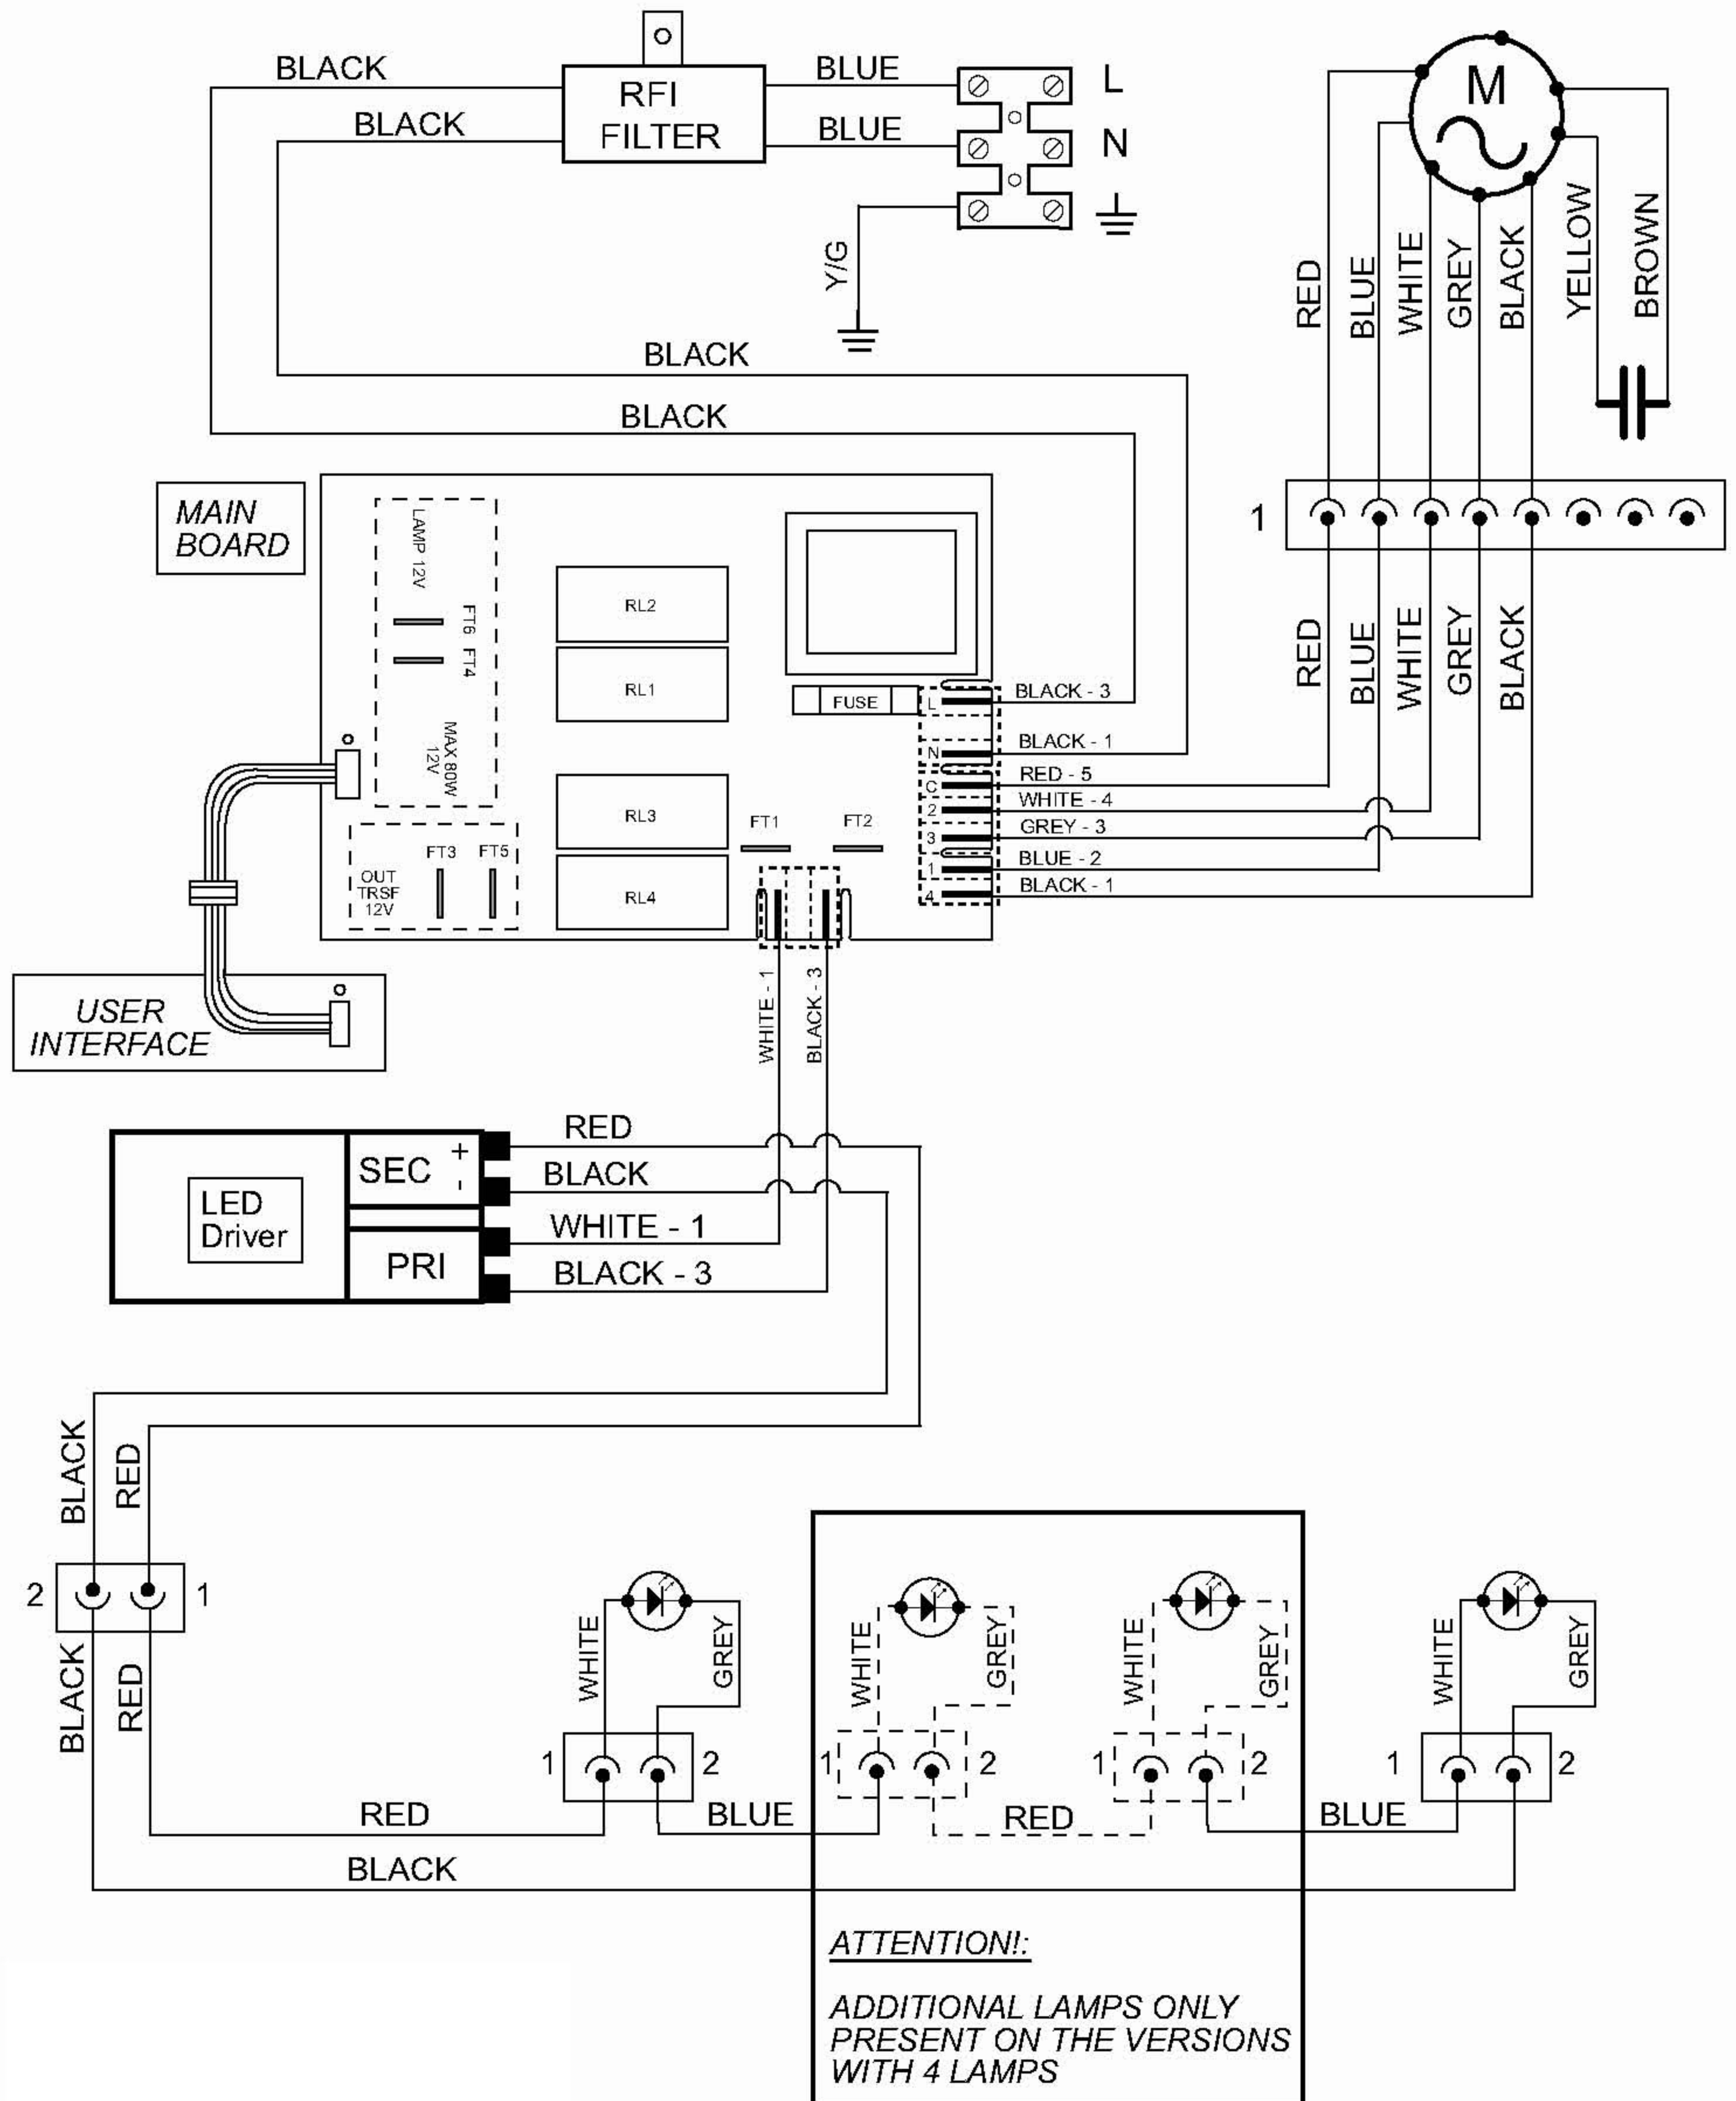 BLACK
BLACK
RFI
FILTER
BLUE
BLUE
L
N
Y/G
BLACK
BLACK
M
RED
BLUE
WHITE
GREY
BLACK
YELLOW
BROWN
1
RED
BLUE
WHITE
GREY
BLACK
MAIN
BOARD
LAMP 12V
FT6
FT4
MAX 80W
12V
RL2
RL1
RL3
RL4
FUSE
FT1
FT2
FT3
FT5
OUT
TRSF
12V
L
N
C
2
3
1
4
BLACK - 3
BLACK - 1
RED - 5
WHITE - 4
GREY - 3
BLUE - 2
BLACK - 1
USER
INTERFACE
WHITE - 1
BLACK - 3
LED
Driver
SEC
+
-
PRI
RED
BLACK
WHITE - 1
BLACK - 3
BLACK
RED
2
1
BLACK
RED
WHITE
GREY
1
2
WHITE
GREY
1
2
WHITE
GREY
1
2
WHITE
GREY
1
2
RED
BLUE
RED
BLUE
BLACK
ATTENTION!:
ADDITIONAL LAMPS ONLY
PRESENT ON THE VERSIONS
WITH 4 LAMPS